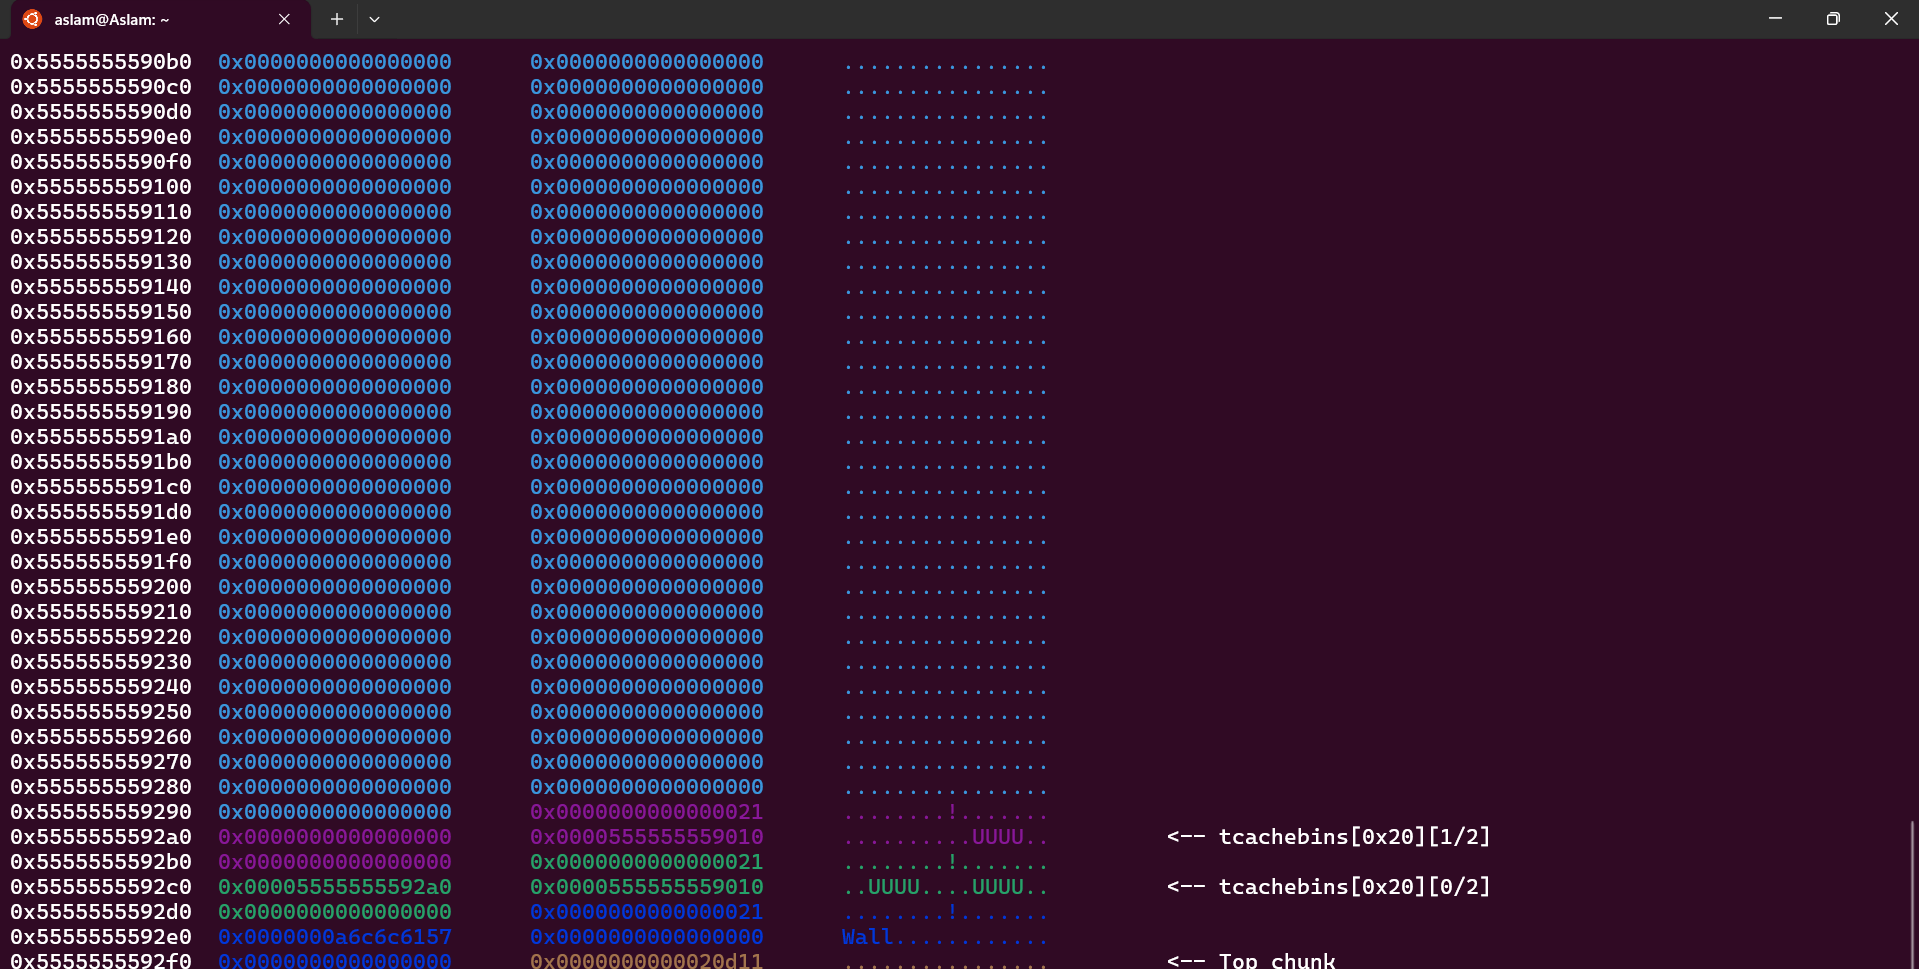 aslam@Aslam: ~
0x5555555590b0 0x0000000000000000 0x0000000000000000 ................
0x5555555590c0 0x0000000000000000 0x0000000000000000 ................
0x5555555590d0 0x0000000000000000 0x0000000000000000 ................
0x5555555590e0 0x0000000000000000 0x0000000000000000 ................
0x5555555590f0 0x0000000000000000 0x0000000000000000 ................
0x555555559100 0x0000000000000000 0x0000000000000000 ................
0x555555559110 0x0000000000000000 0x0000000000000000 ................
0x555555559120 0x0000000000000000 0x0000000000000000 ................
0x555555559130 0x0000000000000000 0x0000000000000000 ................
0x555555559140 0x0000000000000000 0x0000000000000000 ................
0x555555559150 0x0000000000000000 0x0000000000000000 ................
0x555555559160 0x0000000000000000 0x0000000000000000 ................
0x555555559170 0x0000000000000000 0x0000000000000000 ................
0x555555559180 0x0000000000000000 0x0000000000000000 ................
0x555555559190 0x0000000000000000 0x0000000000000000 ................
0x5555555591a0 0x0000000000000000 0x0000000000000000 ................
0x5555555591b0 0x0000000000000000 0x0000000000000000 ................
0x5555555591c0 0x0000000000000000 0x0000000000000000 ................
0x5555555591d0 0x0000000000000000 0x0000000000000000 ................
0x5555555591e0 0x0000000000000000 0x0000000000000000 ................
0x5555555591f0 0x0000000000000000 0x0000000000000000 ................
0x555555559200 0x0000000000000000 0x0000000000000000 ................
0x555555559210 0x0000000000000000 0x0000000000000000 ................
0x555555559220 0x0000000000000000 0x0000000000000000 ................
0x555555559230 0x0000000000000000 0x0000000000000000 ................
0x555555559240 0x0000000000000000 0x0000000000000000 ................
0x555555559250 0x0000000000000000 0x0000000000000000 ................
0x555555559260 0x0000000000000000 0x0000000000000000 ................
0x555555559270 0x0000000000000000 0x0000000000000000 ................
0x555555559280 0x0000000000000000 0x0000000000000000 ................
0x555555559290 0x0000000000000000 0x0000000000000021 ........!.......
0x5555555592a0 0x0000000000000000 0x0000555555559010 ..........UUUU.. <-- tcachebins[0x20][1/2]
0x5555555592b0 0x0000000000000000 0x0000000000000021 ........!.......
0x5555555592c0 0x00005555555592a0 0x0000555555559010 ..UUUU....UUUU.. <-- tcachebins[0x20][0/2]
0x5555555592d0 0x0000000000000000 0x0000000000000021 ........!.......
0x5555555592e0 0x0000000a6c6c6157 0x0000000000000000 Wall............
0x5555555592f0 0x0000000000000000 0x0000000000020d11 ................ <-- Top chunk